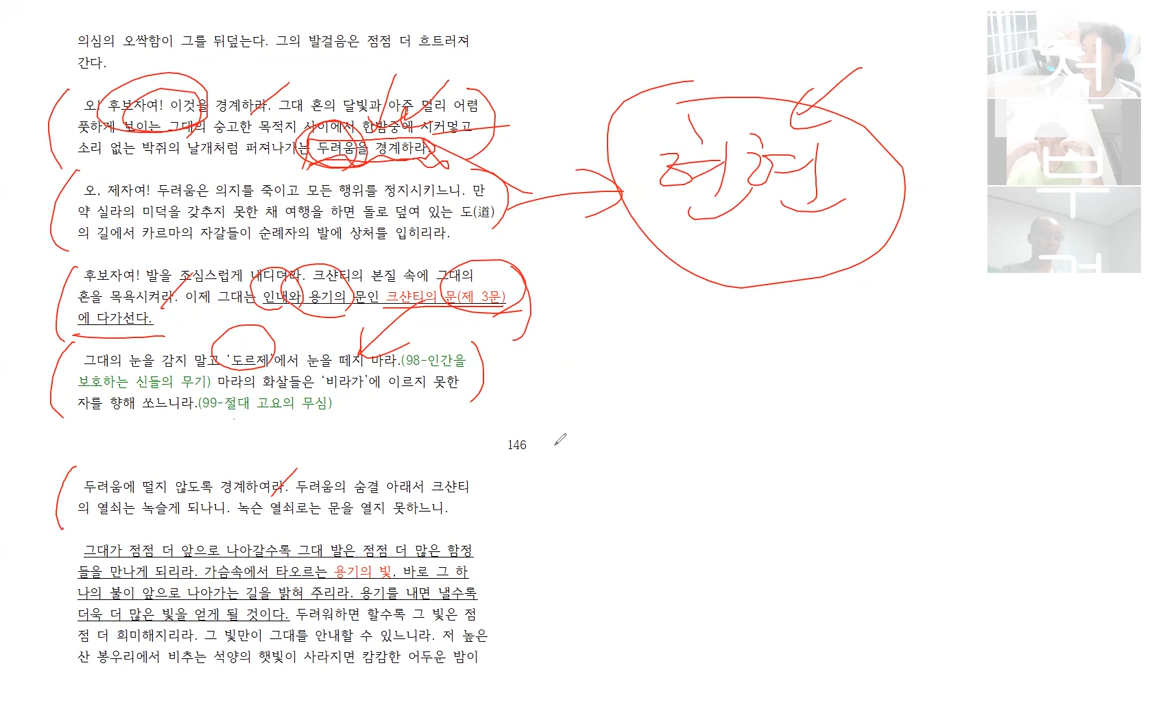 의심의 오싹함이 그를 뒤덮는다. 그의 발걸음은 점점 더 흐트러져
간다.
오! 후보자여! 이것을 경계하라. 그대 혼의 달빛과 아주 멀리 어렴
풋하게 보이는 그대의 숭고한 목적지 사이에서 한밤중에 시커멓고
소리 없는 박쥐의 날개처럼 퍼져나가는 두려움을 경계하라.
오. 제자여! 두려움은 의지를 죽이고 모든 행위를 정지시키느니. 만
약 실라의 미덕을 갖추지 못한 채 여행을 하면 돌로 덮여 있는 도(道)
의 길에서 카르마의 자갈들이 순례자의 발에 상처를 입히리라.
후보자여! 발을 조심스럽게 내디뎌라. 크샨티의 본질 속에 그대의
혼을 목욕시켜라. 이제 그대는 인내와 용기의 문인 크샨티의 문(제 3문)
에 다가선다.
그대의 눈을 감지 말고 '도르제'에서 눈을 떼지 마라.(98-인간을
보호하는 신들의 무기) 마라의 화살들은 '비라가'에 이르지 못한
자를 향해 쏘느니라.(99-절대 고요의 무심)
146
두려움에 떨지 않도록 경계하여라. 두려움의 숨결 아래서 크샨티
의 열쇠는 녹슬게 되나니. 녹슨 열쇠로는 문을 열지 못하느니.
그대가 점점 더 앞으로 나아갈수록 그대 발은 점점 더 많은 함정
들을 만나게 되리라. 가슴속에서 타오르는 용기의 빛. 바로 그 하
나의 불이 앞으로 나아가는 길을 밝혀 주리라. 용기를 내면 낼수록
더욱 더 많은 빛을 얻게 될 것이다. 두려워하면 할수록 그 빛은 점
점 더 희미해지리라. 그 빛만이 그대를 안내할 수 있느니라. 저 높은
산 봉우리에서 비추는 석양의 햇빛이 사라지면 캄캄한 어두운 밤이